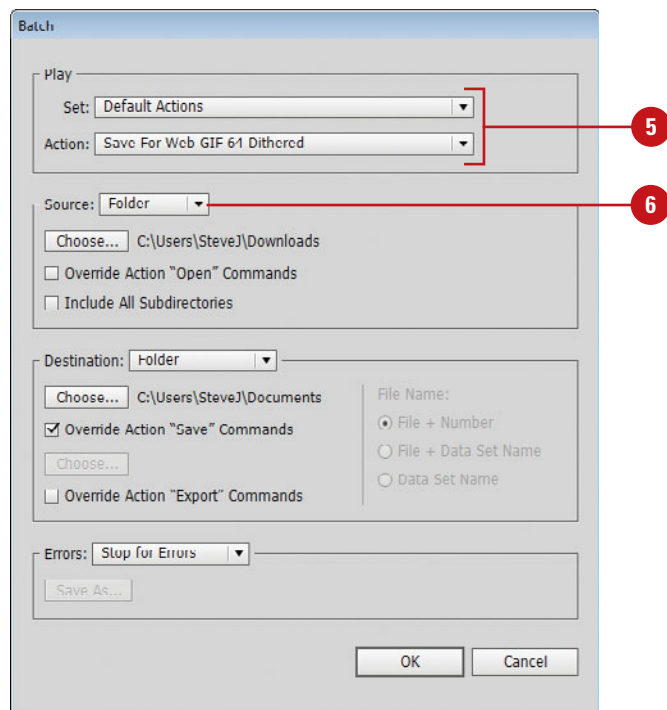 Batch
Play
Set: Default Actions
Action: Save For Web GIF 64 Dithered
5
Source: Folder
6
Choose... C:\Users\SteveJ\Downloads
Override Action "Open" Commands
Include All Subdirectories
Destination: Folder
Choose... C:\Users\SteveJ\Documents
File Name:
Override Action "Save" Commands
File + Number
Choose...
File + Data Set Name
Override Action "Export" Commands
Data Set Name
Errors: Stop for Errors
Save As...
OK Cancel